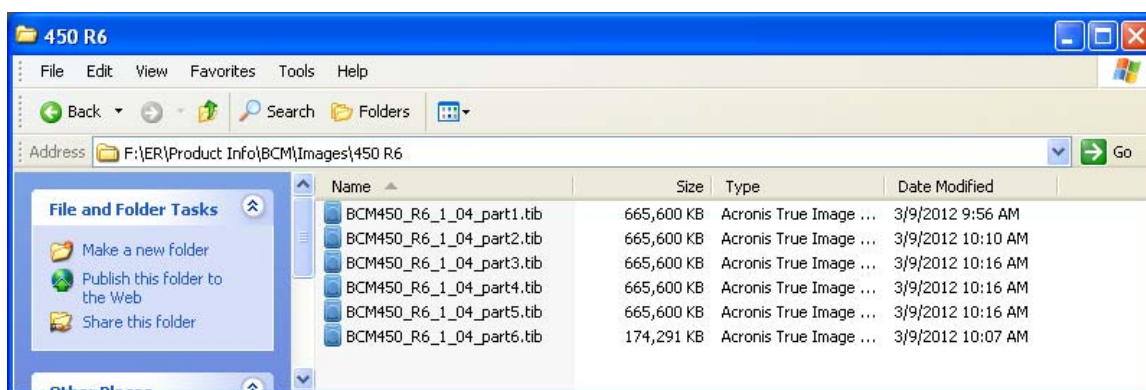 450 R6
File Edit View Favorites Tools Help
Back Search Folders
Address F:\ER\Product Info\BCM\Images\450 R6 Go
File and Folder Tasks
Make a new folder
Publish this folder to
the Web
Share this folder
Other Places
Name Size Type Date Modified
BCM450_R6_1_04_part1.tib 665,600 KB Acronis True Image ... 3/9/2012 9:56 AM
BCM450_R6_1_04_part2.tib 665,600 KB Acronis True Image ... 3/9/2012 10:10 AM
BCM450_R6_1_04_part3.tib 665,600 KB Acronis True Image ... 3/9/2012 10:16 AM
BCM450_R6_1_04_part4.tib 665,600 KB Acronis True Image ... 3/9/2012 10:16 AM
BCM450_R6_1_04_part5.tib 665,600 KB Acronis True Image ... 3/9/2012 10:16 AM
BCM450_R6_1_04_part6.tib 174,291 KB Acronis True Image ... 3/9/2012 10:07 AM